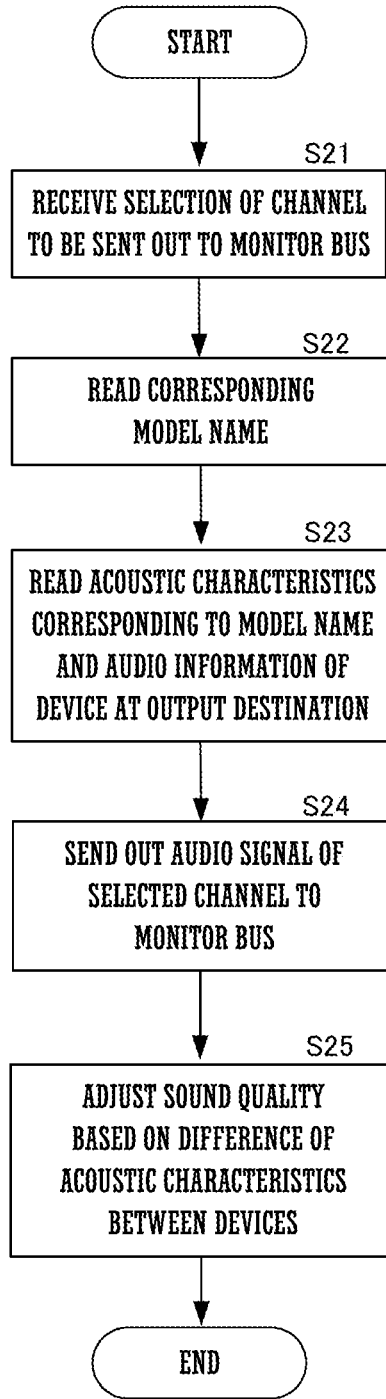 START
S21
RECEIVE SELECTION OF CHANNEL
TO BE SENT OUT TO MONITOR BUS
S22
READ CORRESPONDING
MODEL NAME
S23
READ ACOUSTIC CHARACTERISTICS
CORRESPONDING TO MODEL NAME
AND AUDIO INFORMATION OF
DEVICE AT OUTPUT DESTINATION
S24
SEND OUT AUDIO SIGNAL OF
SELECTED CHANNEL TO
MONITOR BUS
S25
ADJUST SOUND QUALITY
BASED ON DIFFERENCE OF
ACOUSTIC CHARACTERISTICS
BETWEEN DEVICES
END